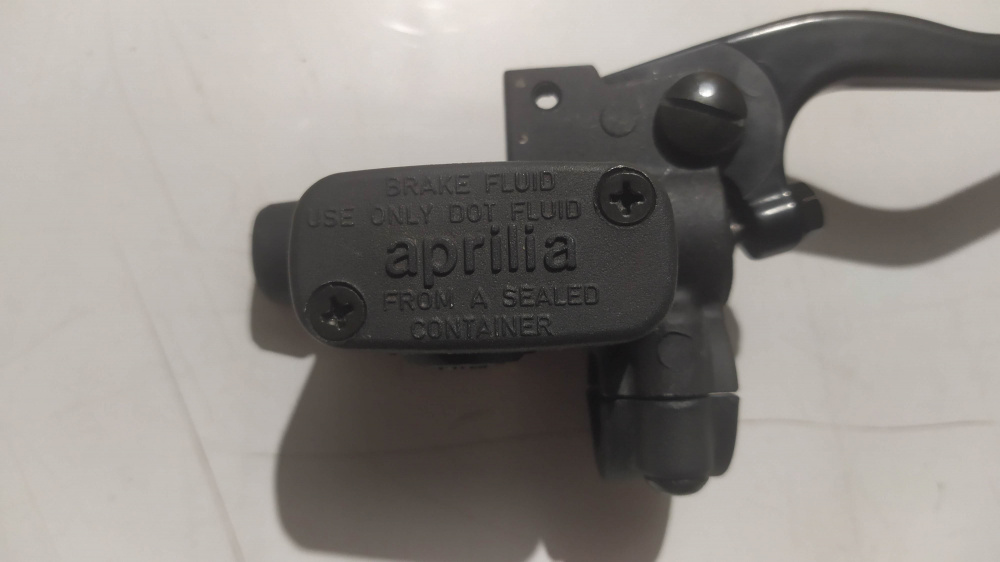 BRAKE FLUID
USE ONLY DOT FLUID
aprilia
FROM A SEALED
CONTAINER